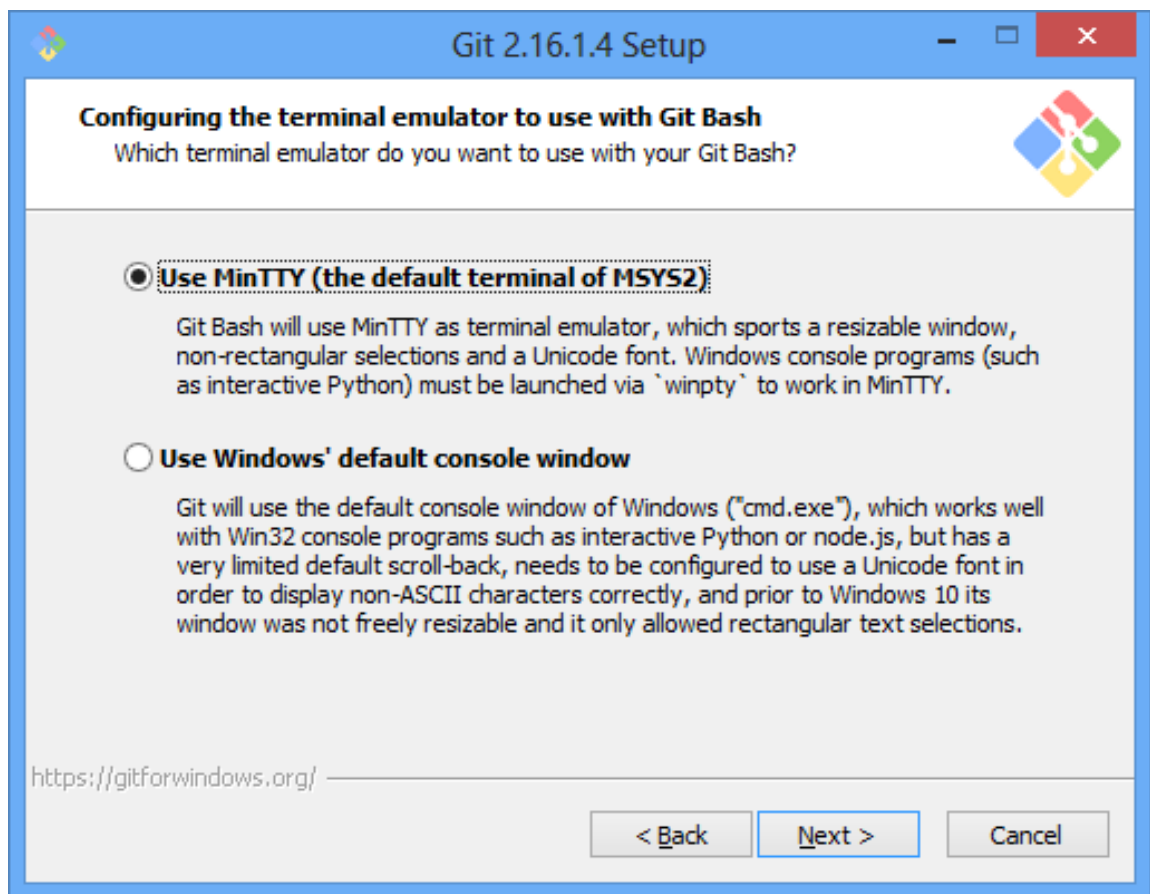 Git 2.16.1.4 Setup
Configuring the terminal emulator to use with Git Bash
Which terminal emulator do you want to use with your Git Bash?
Use MinTTY (the default terminal of MSYS2)
Git Bash will use MinTTY as terminal emulator, which sports a resizable window,
non-rectangular selections and a Unicode font. Windows console programs (such
as interactive Python) must be launched via `winpty` to work in MinTTY.
Use Windows' default console window
Git will use the default console window of Windows ("cmd.exe"), which works well
with Win32 console programs such as interactive Python or node.js, but has a
very limited default scroll-back, needs to be configured to use a Unicode font in
order to display non-ASCII characters correctly, and prior to Windows 10 its
window was not freely resizable and it only allowed rectangular text selections.
https://gitforwindows.org/
< Back
Next >
Cancel